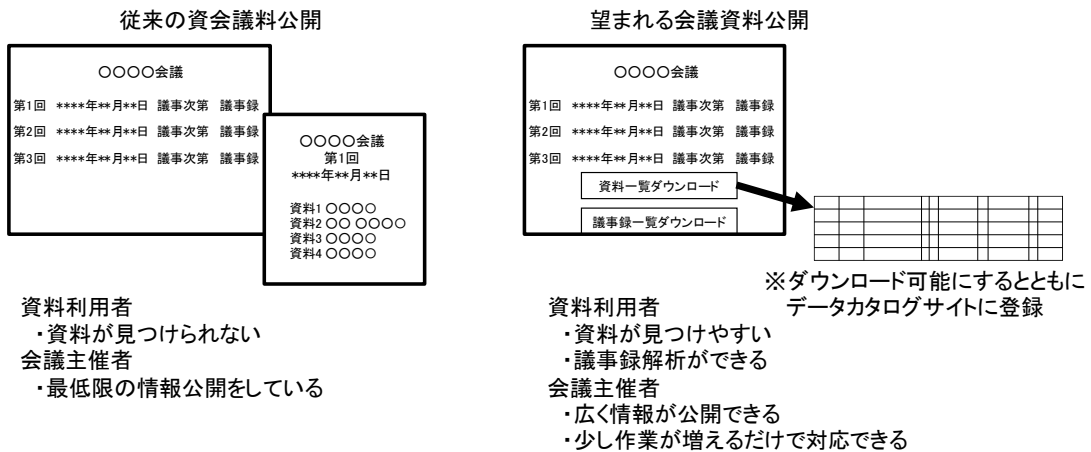 従来の資会議料公開
〇〇〇〇会議
第1回 ****年**月**日 議事次第 議事録
第2回 ****年**月**日 議事次第 議事録
第3回 ****年**月**日 議事次第 議事録
〇〇〇〇会議
第1回
****年**月**日
資料1 〇〇〇〇
資料2 〇〇 〇〇〇〇
資料3 〇〇〇〇
資料4 〇〇〇〇
資料利用者
・資料が見つけられない
会議主催者
・最低限の情報公開をしている
望まれる会議資料公開
〇〇〇〇会議
第1回 ****年**月**日 議事次第 議事録
第2回 ****年**月**日 議事次第 議事録
第3回 ****年**月**日 議事次第 議事録
資料一覧ダウンロード
議事録一覧ダウンロード
※ダウンロード可能にするとともに
データカタログサイトに登録
資料利用者
・資料が見つけやすい
・議事録解析ができる
会議主催者
・広く情報が公開できる
・少し作業が増えるだけで対応できる